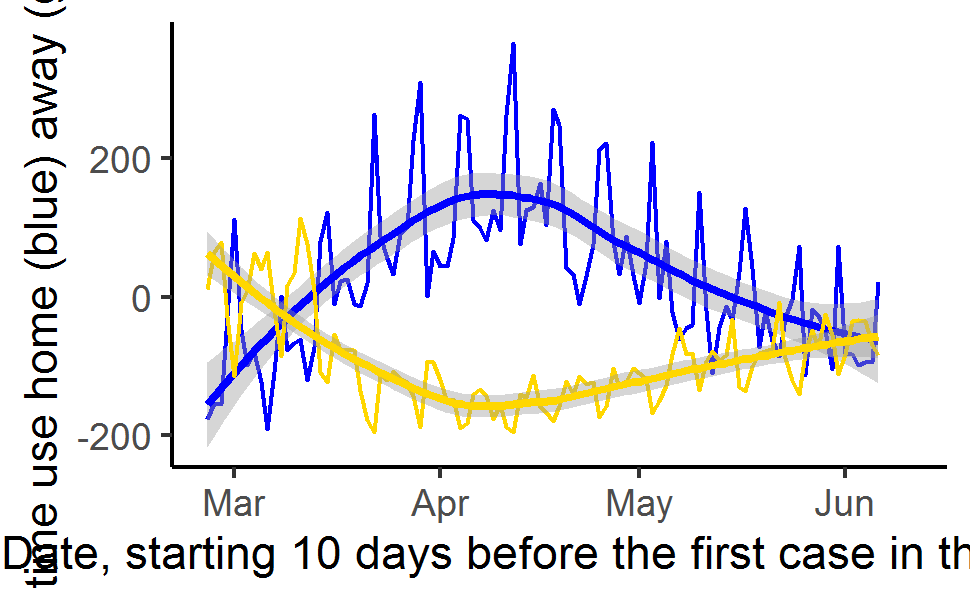 time use home (blue) away (
200
0
-200
Mar Apr May Jun
Date, starting 10 days before the first case in th